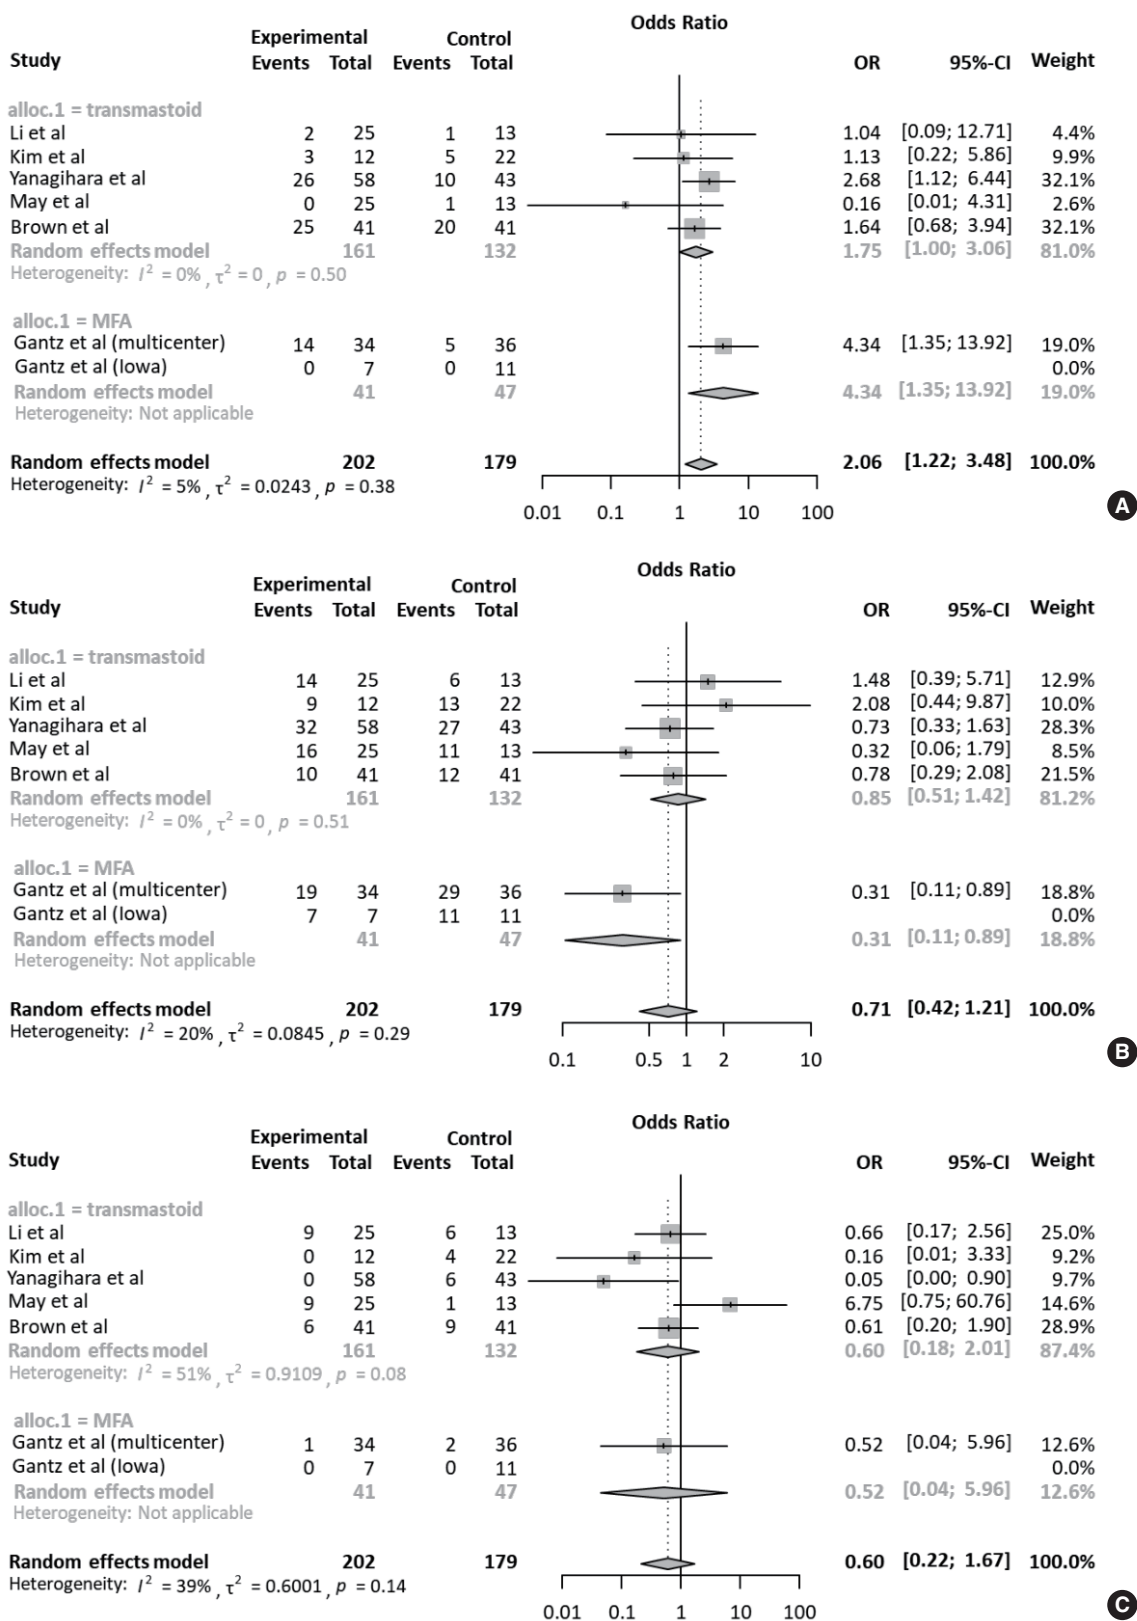 Odds Ratio
Experimental Control
Study Events Total Events Total OR 95%-CI Weight
alloc.1 = transmastoid
Li et al 2 25 1 13 1.04 [0.09; 12.71] 4.4%
Kim et al 3 12 5 22 1.13 [0.22; 5.86] 9.9%
Yanagihara et al 26 58 10 43 2.68 [1.12; 6.44] 32.1%
May et al 0 25 1 13 0.16 [0.01; 4.31] 2.6%
Brown et al 25 41 20 41 1.64 [0.68; 3.94] 32.1%
Random effects model 161 132 1.75 [1.00; 3.06] 81.0%
Heterogeneity: I² = 0%, τ² = 0, p = 0.50
alloc.1 = MFA
Gantz et al (multicenter) 14 34 5 36 4.34 [1.35; 13.92] 19.0%
Gantz et al (Iowa) 0 7 0 11 0.0%
Random effects model 41 47 4.34 [1.35; 13.92] 19.0%
Heterogeneity: Not applicable
Random effects model 202 179 2.06 [1.22; 3.48] 100.0%
Heterogeneity: I² = 5%, τ² = 0.0243, p = 0.38
0.01 0.1 1 10 100
A
Odds Ratio
Experimental Control
Study Events Total Events Total OR 95%-CI Weight
alloc.1 = transmastoid
Li et al 14 25 6 13 1.48 [0.39; 5.71] 12.9%
Kim et al 9 12 13 22 2.08 [0.44; 9.87] 10.0%
Yanagihara et al 32 58 27 43 0.73 [0.33; 1.63] 28.3%
May et al 16 25 11 13 0.32 [0.06; 1.79] 8.5%
Brown et al 10 41 12 41 0.78 [0.29; 2.08] 21.5%
Random effects model 161 132 0.85 [0.51; 1.42] 81.2%
Heterogeneity: I² = 0%, τ² = 0, p = 0.51
alloc.1 = MFA
Gantz et al (multicenter) 19 34 29 36 0.31 [0.11; 0.89] 18.8%
Gantz et al (Iowa) 7 7 11 11 0.0%
Random effects model 41 47 0.31 [0.11; 0.89] 18.8%
Heterogeneity: Not applicable
Random effects model 202 179 0.71 [0.42; 1.21] 100.0%
Heterogeneity: I² = 20%, τ² = 0.0845, p = 0.29
0.1 0.5 1 2 10
B
Odds Ratio
Experimental Control
Study Events Total Events Total OR 95%-CI Weight
alloc.1 = transmastoid
Li et al 9 25 6 13 0.66 [0.17; 2.56] 25.0%
Kim et al 0 12 4 22 0.16 [0.01; 3.33] 9.2%
Yanagihara et al 0 58 6 43 0.05 [0.00; 0.90] 9.7%
May et al 9 25 1 13 6.75 [0.75; 60.76] 14.6%
Brown et al 6 41 9 41 0.61 [0.20; 1.90] 28.9%
Random effects model 161 132 0.60 [0.18; 2.01] 87.4%
Heterogeneity: I² = 51%, τ² = 0.9109, p = 0.08
alloc.1 = MFA
Gantz et al (multicenter) 1 34 2 36 0.52 [0.04; 5.96] 12.6%
Gantz et al (Iowa) 0 7 0 11 0.0%
Random effects model 41 47 0.52 [0.04; 5.96] 12.6%
Heterogeneity: Not applicable
Random effects model 202 179 0.60 [0.22; 1.67] 100.0%
Heterogeneity: I² = 39%, τ² = 0.6001, p = 0.14
0.01 0.1 1 10 100
C